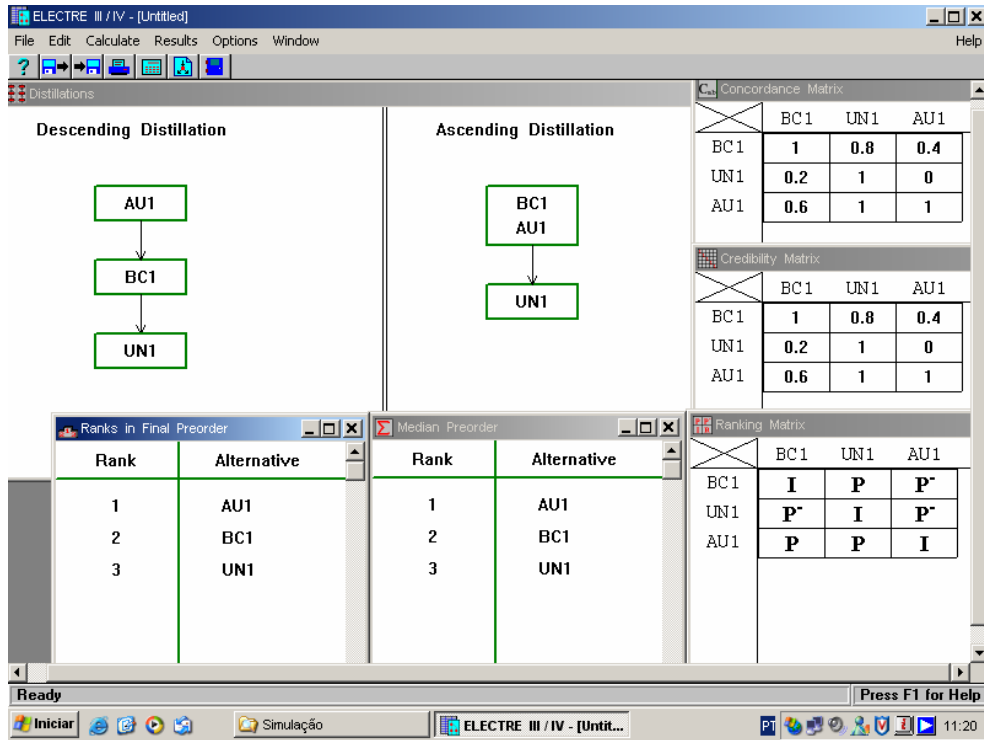 ELECTRE III / IV - [Untitled]
File Edit Calculate Results Options Window Help
?
Distillations
Descending Distillation
AU1
BC1
UN1
Ascending Distillation
BC1
AU1
UN1
Concordance Matrix
BC1 UN1 AU1
BC1 1 0.8 0.4
UN1 0.2 1 0
AU1 0.6 1 1
Credibility Matrix
BC1 UN1 AU1
BC1 1 0.8 0.4
UN1 0.2 1 0
AU1 0.6 1 1
Ranks in Final Preorder
Rank Alternative
1 AU1
2 BC1
3 UN1
Median Preorder
Rank Alternative
1 AU1
2 BC1
3 UN1
Ranking Matrix
BC1 UN1 AU1
BC1 I P P-
UN1 P- I P-
AU1 P P I
Ready Press F1 for Help
Iniciar Simulação ELECTRE III / IV - [Untit... PT 11:20